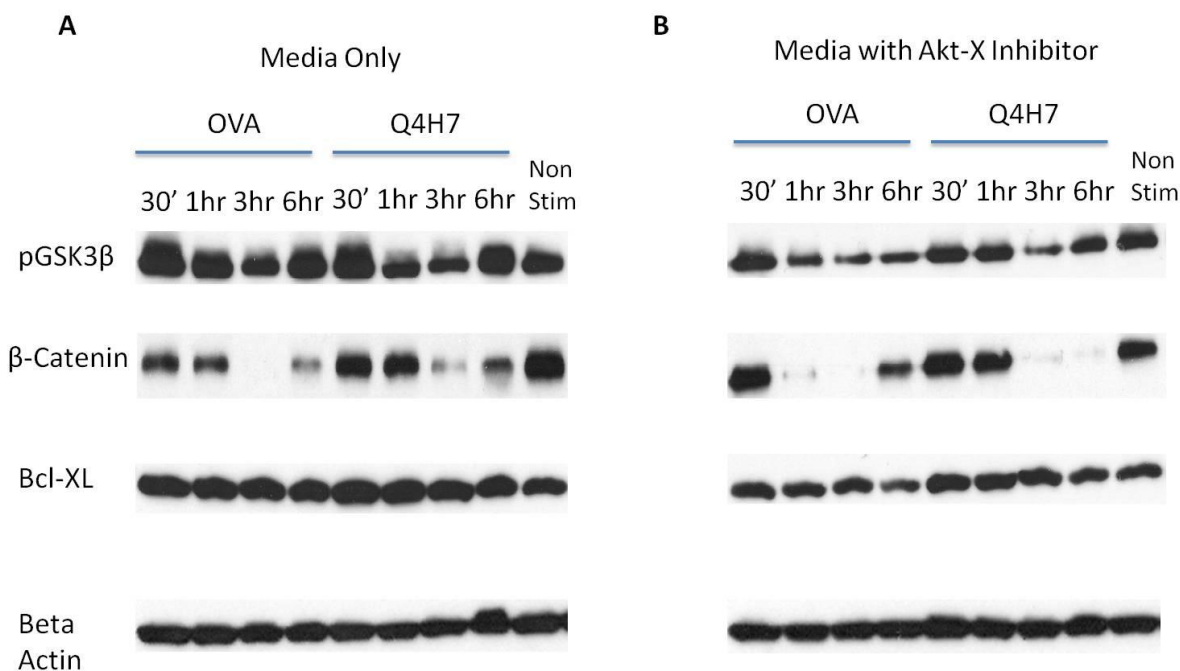 A
Media Only
OVA Q4H7
30’ 1hr 3hr 6hr 30’ 1hr 3hr 6hr Non Stim
B
Media with Akt-X Inhibitor
OVA Q4H7
30’ 1hr 3hr 6hr 30’ 1hr 3hr 6hr Non Stim
pGSK3β
β-Catenin
Bcl-XL
Beta
Actin